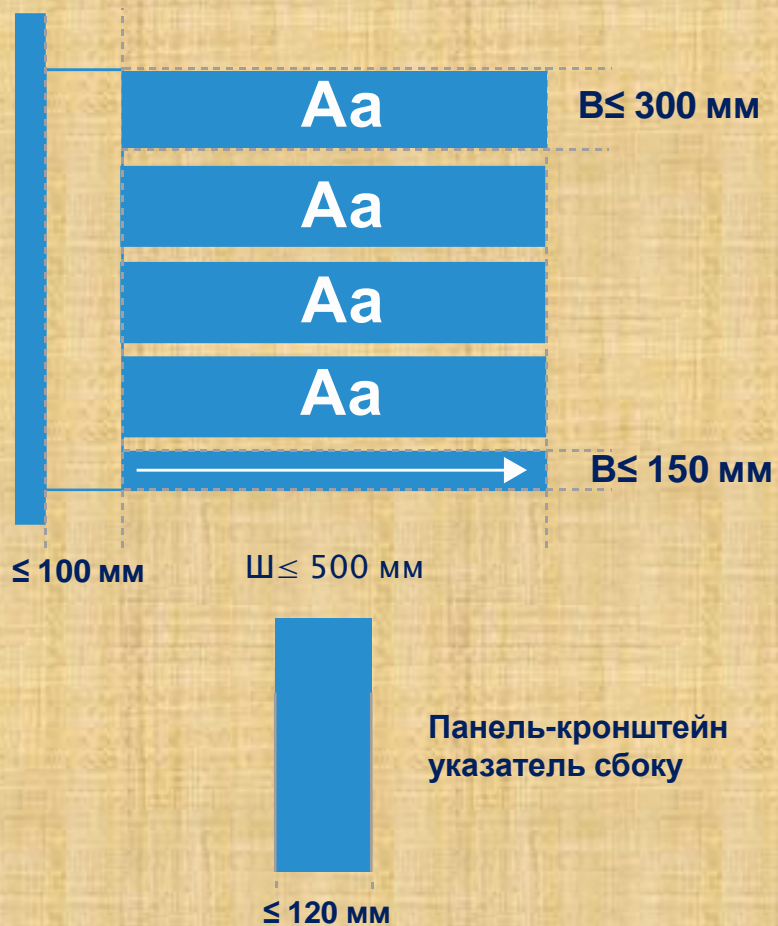 Aa
В≤ 300 мм
Aa
Aa
Aa
В≤ 150 мм
≤ 100 мм
Ш≤ 500 мм
Панель-кронштейн
указатель сбоку
≤ 120 мм